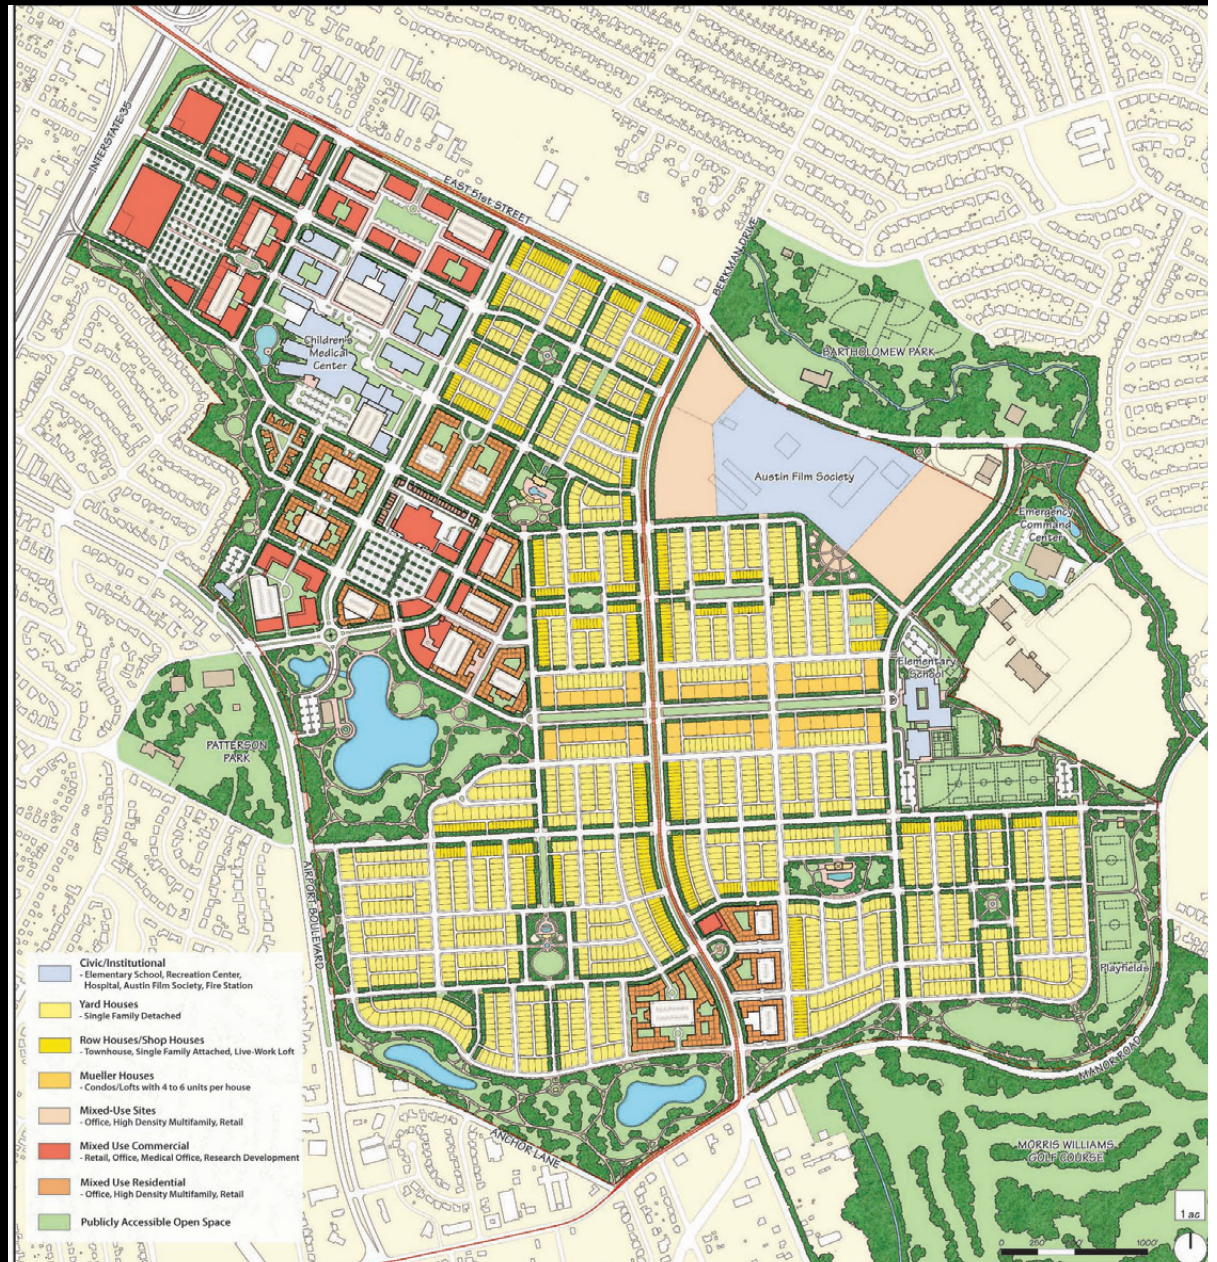 INTERSTATE-35
EAST 51st STREET
BERKMAN DRIVE
BARTHOLOMEW PARK
Children's
Medical
Center
Austin Film Society
Emergency
Command
Center
Elementary
School
PATTERSON
PARK
AIRPORT BOULEVARD
Playfields
MANOR ROAD
ANCHOR LANE
MORRIS WILLIAMS
GOLF COURSE
Civic/Institutional
- Elementary School, Recreation Center,
Hospital, Austin Film Society, Fire Station
Yard Houses
- Single Family Detached
Row Houses/Shop Houses
- Townhouse, Single Family Attached, Live-Work Loft
Mueller Houses
- Condos/Lofts with 4 to 6 units per house
Mixed-Use Sites
- Office, High Density Multifamily, Retail
Mixed Use Commercial
- Retail, Office, Medical Office, Research Development
Mixed Use Residential
- Office, High Density Multifamily, Retail
Publicly Accessible Open Space
1 ac
0 250' 1000'